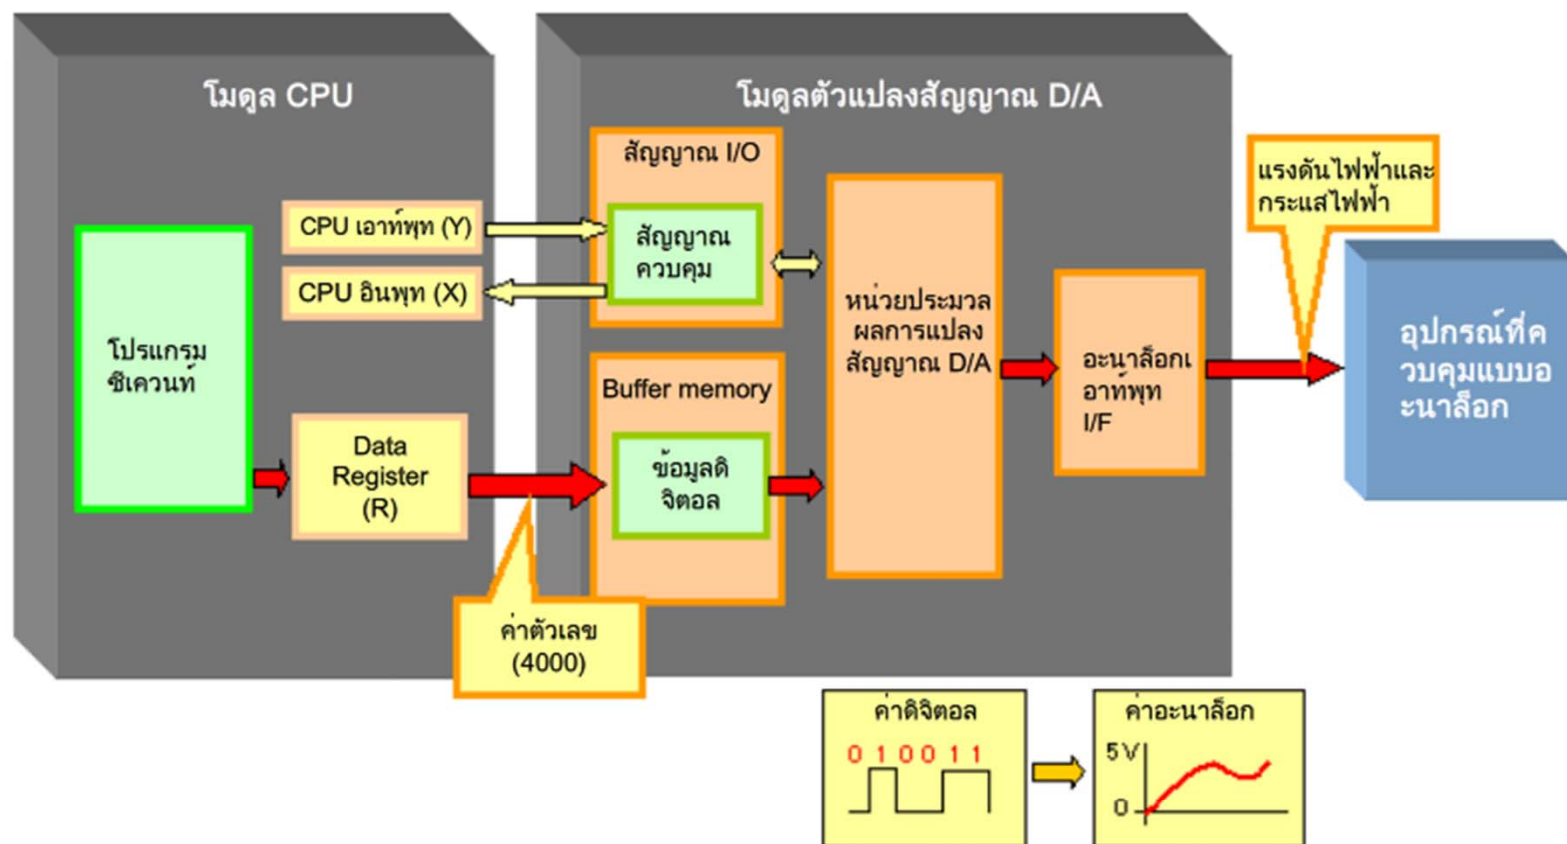 โมดูล CPU
โปรแกรม
ซีเควนท์
CPU เอาท์พุท (Y)
CPU อินพุท (X)
Data
Register
(R)
ค่าตัวเลข
(4000)
โมดูลตัวแปลงสัญญาณ D/A
สัญญาณ I/O
สัญญาณ
ควบคุม
Buffer memory
ข้อมูลดิ
จิตอล
หน่วยประมวล
ผลการแปลง
สัญญาณ D/A
อะนาล็อกเ
อาท์พุท
I/F
แรงดันไฟฟ้าและ
กระแสไฟฟ้า
อุปกรณ์ที่ค
วบคุมแบบอ
ะนาล็อก
ค่าดิจิตอล
0 1 0 0 1 1
ค่าอะนาล็อก
5V
0